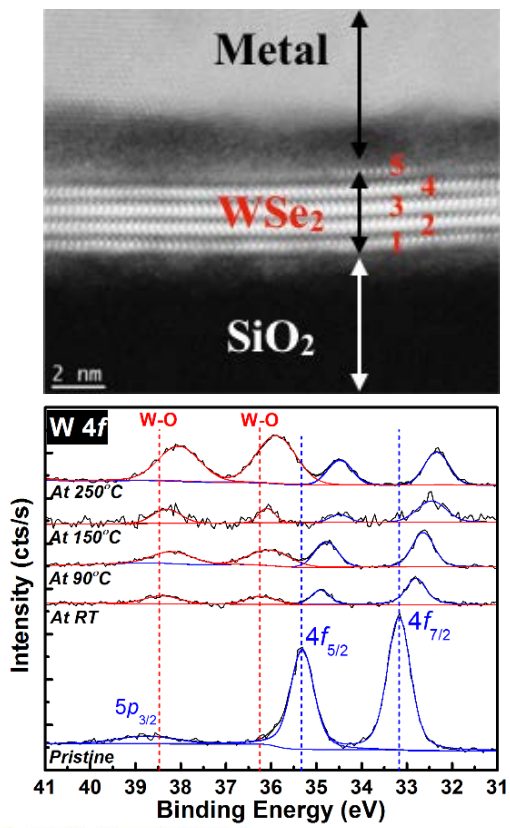 Metal
5
4
WSe2
3
2
1
SiO2
2 nm
W 4f
W-O
W-O
At 250°C
At 150°C
At 90°C
At RT
4f5/2
4f7/2
5p3/2
Pristine
Intensity (cts/s)
41 40 39 38 37 36 35 34 33 32 31
Binding Energy (eV)